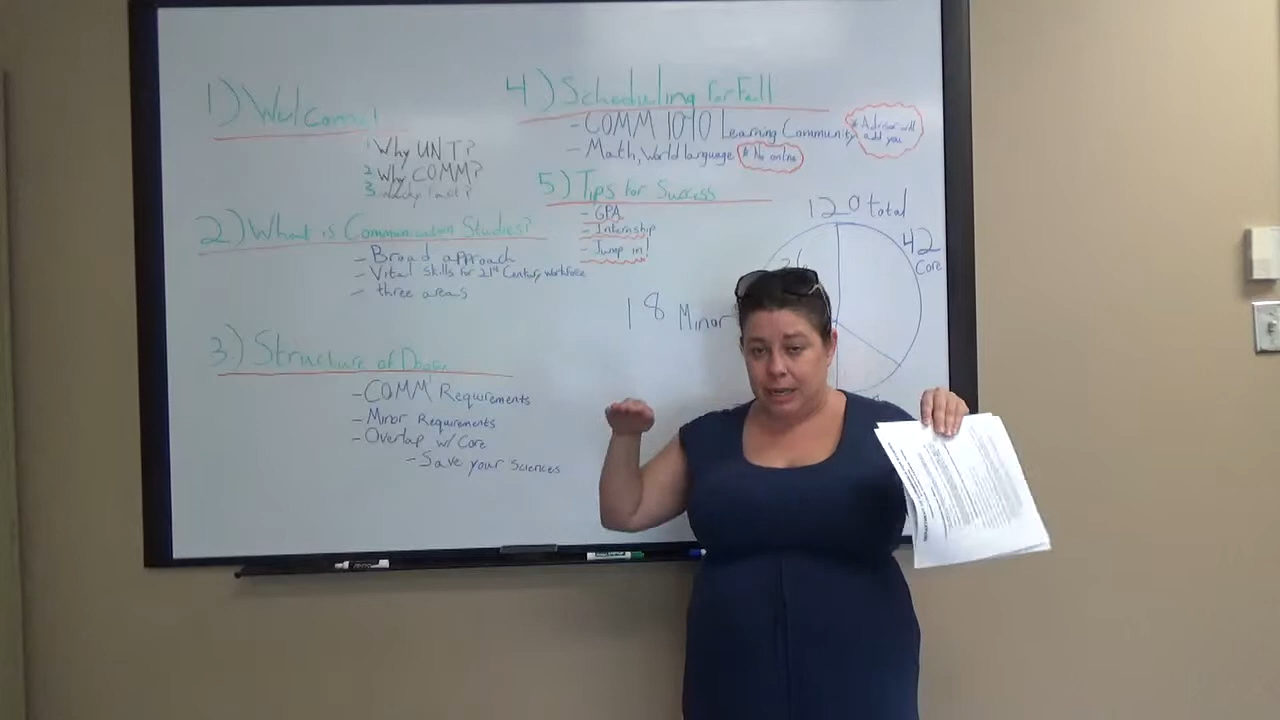 1) Welcome!
1 Why UNT?
2. Why COMM?
3.
2) What is Communication Studies?
- Broad approach
- Vital skills for 21st Century workforce
- three areas
3) Structure of
- COMM Requirements
- Minor Requirements
- Overlap w/ Core
- Save your Sciences
4) Scheduling for Fall
- COMM 1010 Learning Community
* Advisor will add you
- Math, World language * No online
5) Tips for Success
- GPA
- Internship
- Jump in!
120 total
42
Core
18 Minor